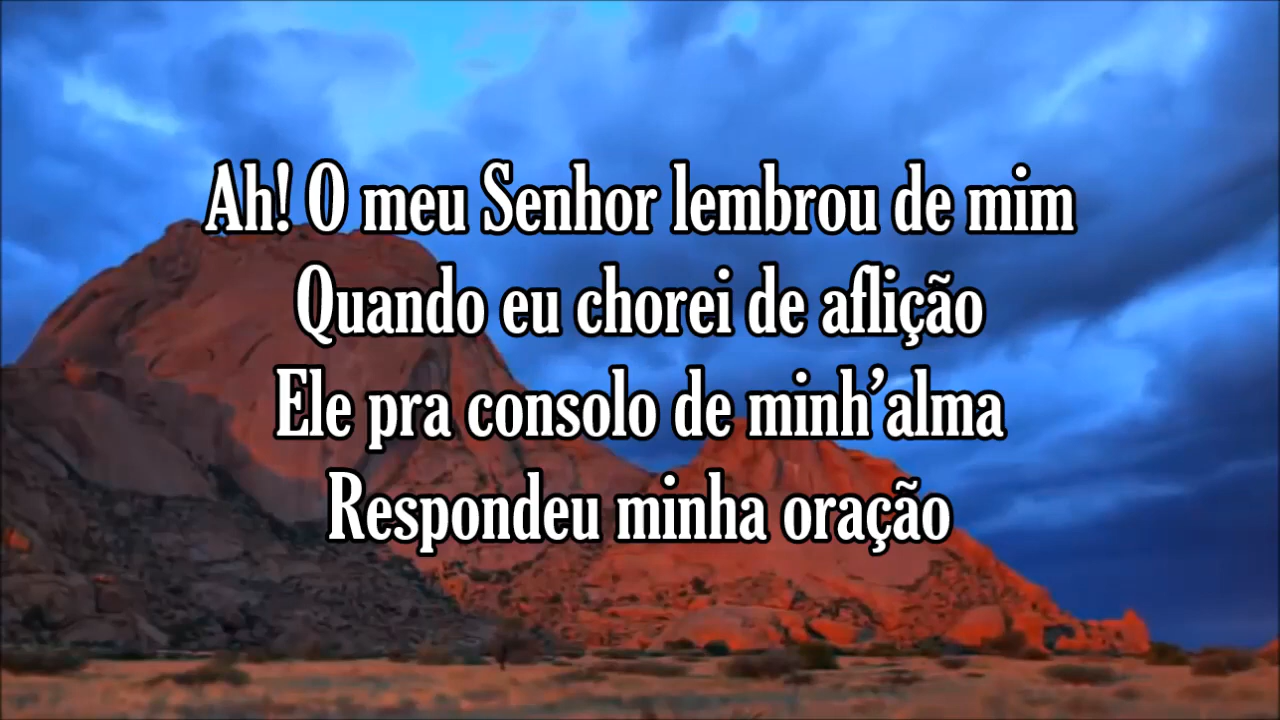 Ah! O meu Senhor lembrou de mim
Quando eu chorei de aflição
Ele pra consolo de minh’alma
Respondeu minha oração